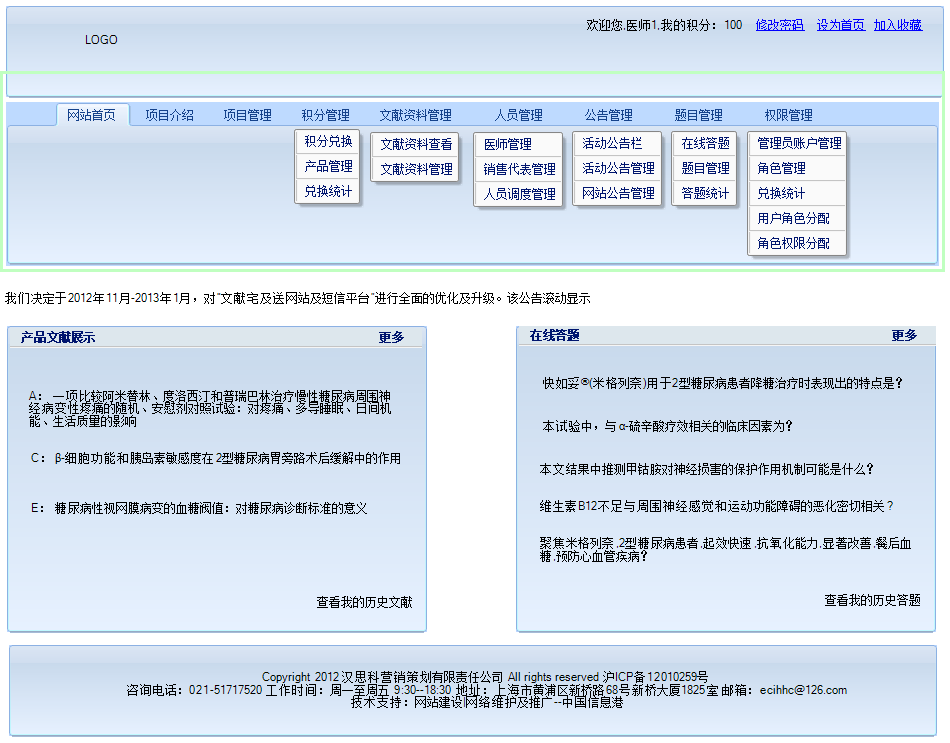 欢迎您,医师1,我的积分：100 修改密码 设为首页 加入收藏
LOGO
网站首页 项目介绍 项目管理 积分管理 文献资料管理 人员管理 公告管理 题目管理 权限管理
积分兑换
产品管理
兑换统计
文献资料查看
文献资料管理
医师管理
销售代表管理
人员调度管理
活动公告栏
活动公告管理
网站公告管理
在线答题
题目管理
答题统计
管理员账户管理
角色管理
兑换统计
用户角色分配
角色权限分配
我们决定于2012年11月-2013年1月，对"文献宅及送网站及短信平台"进行全面的优化及升级。该公告滚动显示
产品文献展示 更多
A： 一项比较阿米替林、度洛西汀和普瑞巴林治疗慢性糖尿病周围神
经病变性疼痛的随机、安慰剂对照试验：对疼痛、多导睡眠、日间机
能、生活质量的影响
C： β-细胞功能和胰岛素敏感度在2型糖尿病胃旁路术后缓解中的作用
E： 糖尿病性视网膜病变的血糖阀值：对糖尿病诊断标准的意义
查看我的历史文献
在线答题 更多
快如妥®(米格列奈)用于2型糖尿病患者降糖治疗时表现出的特点是?
本试验中，与α-硫辛酸疗效相关的临床因素为?
本文结果中推测甲钴胺对神经损害的保护作用机制可能是什么?
维生素B12不足与周围神经感觉和运动功能障碍的恶化密切相关？
聚焦米格列奈,2型糖尿病患者,起效快速,抗氧化能力,显著改善,餐后血
糖,预防心血管疾病?
查看我的历史答题
Copyright 2012 汉思科营销策划有限责任公司 All rights reserved 沪ICP备12010259号
咨询电话：021-51717520 工作时间：周一至周五 9:30--18:30 地址：上海市黄浦区新桥路68号新桥大厦1825室 邮箱：ecihhc@126.com
技术支持：网站建设|网络维护及推广--中国信息港